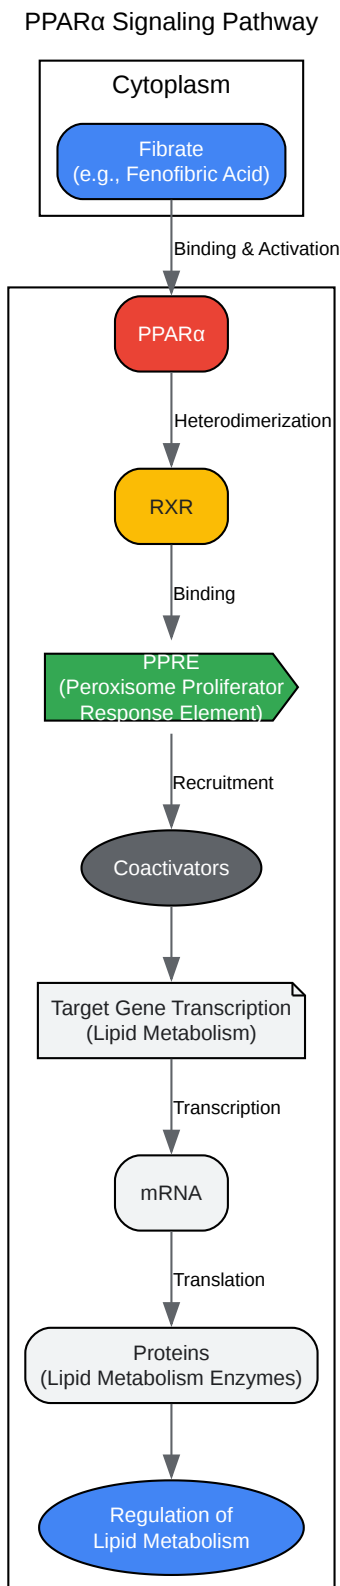 PPARα Signaling Pathway
Cytoplasm
Fibrate
(e.g., Fenofibric Acid)
Binding & Activation
PPARα
Heterodimerization
RXR
Binding
PPRE
(Peroxisome Proliferator
Response Element)
Recruitment
Coactivators
Target Gene Transcription
(Lipid Metabolism)
Transcription
mRNA
Translation
Proteins
(Lipid Metabolism Enzymes)
Regulation of
Lipid Metabolism